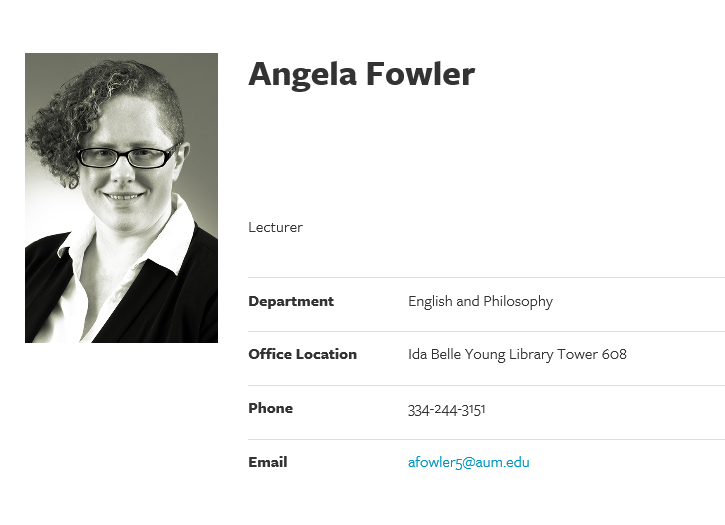 Angela Fowler
Lecturer
Department English and Philosophy
Office Location Ida Belle Young Library Tower 608
Phone 334-244-3151
Email afowler5@aum.edu